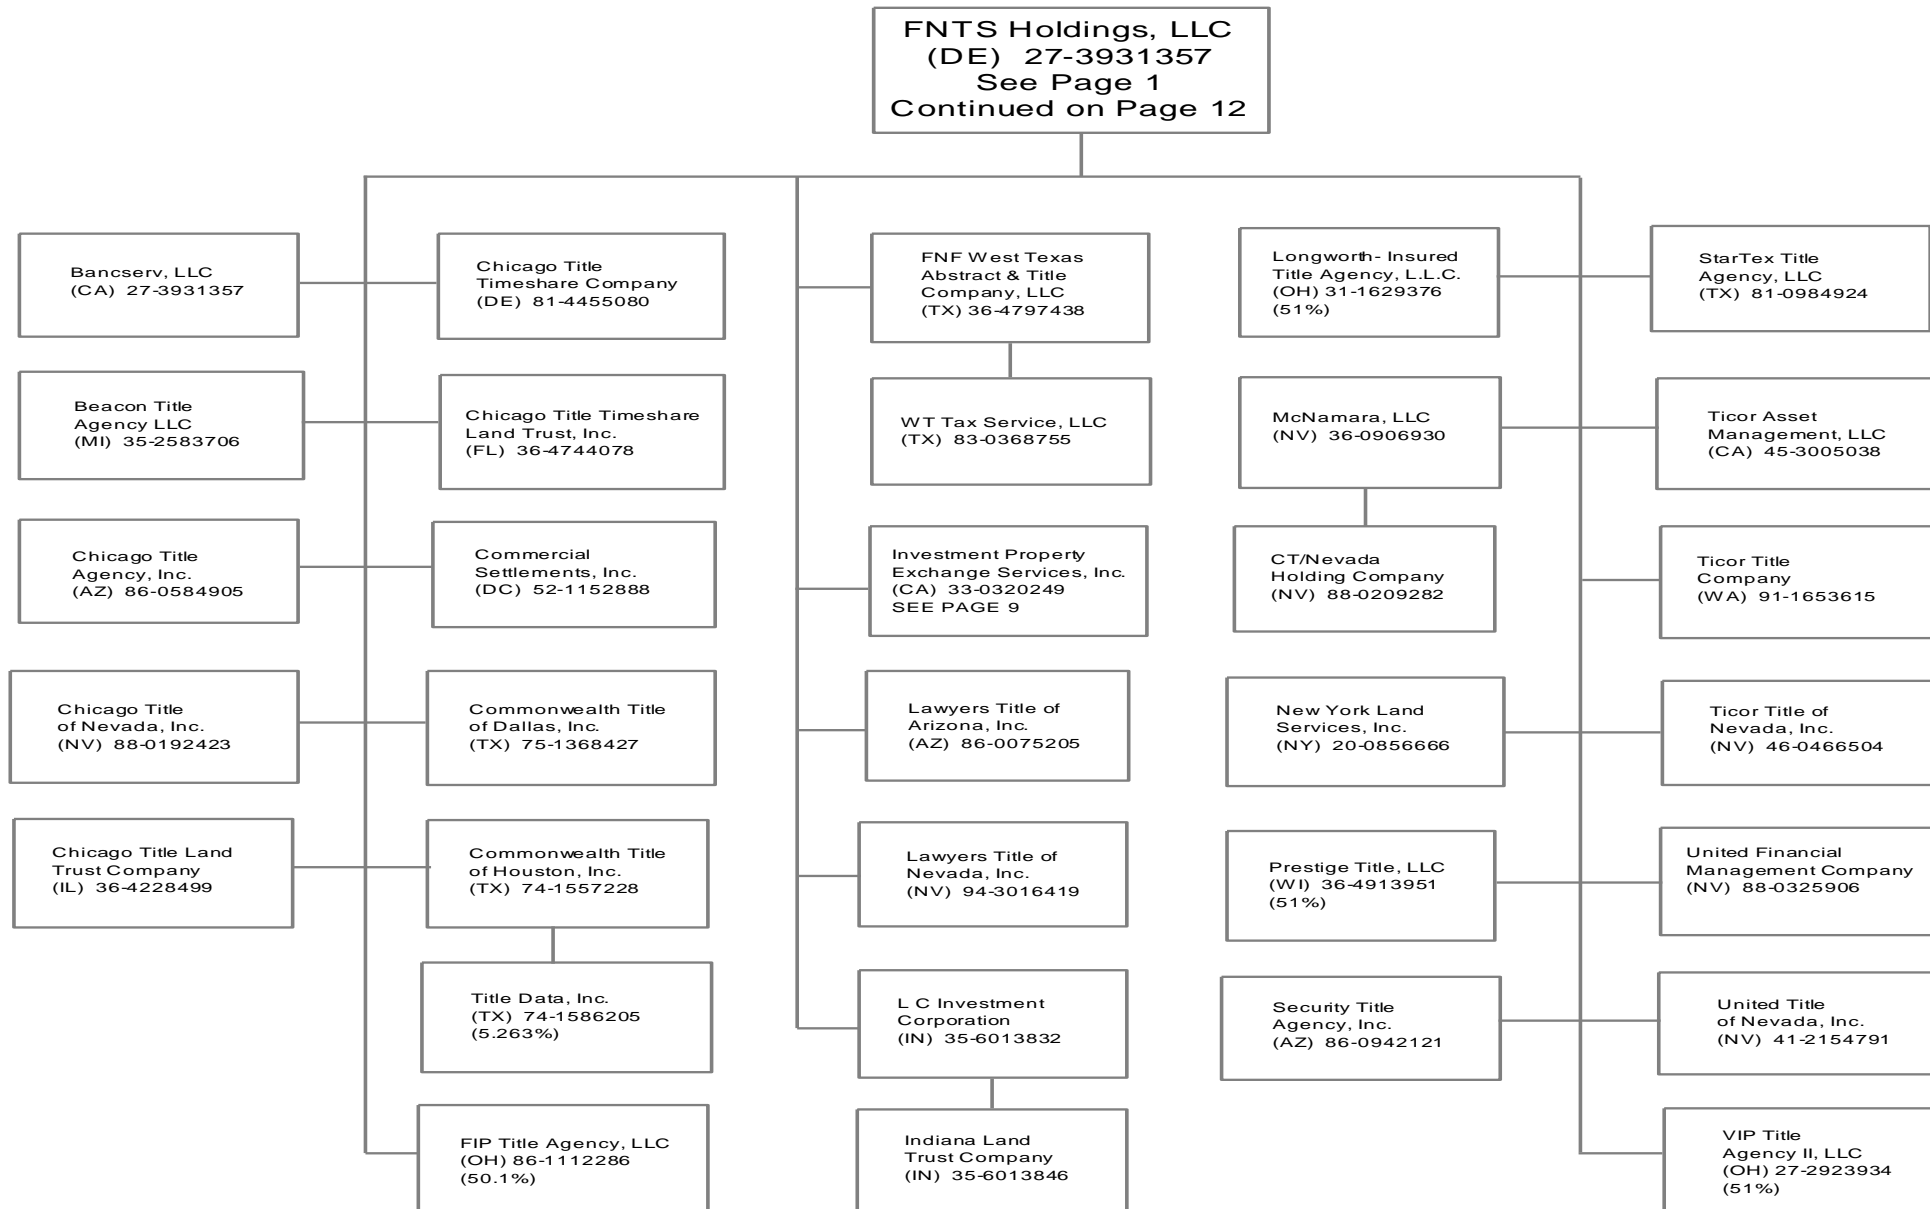 FNTS Holdings, LLC
(DE) 27-3931357
See Page 1
Continued on Page 12
Bancserv, LLC
(CA) 27-3931357
Chicago Title
Timeshare Company
(DE) 81-4455080
FNF West Texas
Abstract & Title
Company, LLC
(TX) 36-4797438
Longworth- Insured
Title Agency, L.L.C.
(OH) 31-1629376
(51%)
StarTex Title
Agency, LLC
(TX) 81-0984924
Beacon Title
Agency LLC
(MI) 35-2583706
Chicago Title Timeshare
Land Trust, Inc.
(FL) 36-4744078
WT Tax Service, LLC
(TX) 83-0368755
McNamara, LLC
(NV) 36-0906930
Ticor Asset
Management, LLC
(CA) 45-3005038
Chicago Title
Agency, Inc.
(AZ) 86-0584905
Commercial
Settlements, Inc.
(DC) 52-1152888
Investment Property
Exchange Services, Inc.
(CA) 33-0320249
SEE PAGE 9
CT/Nevada
Holding Company
(NV) 88-0209282
Ticor Title
Company
(WA) 91-1653615
Chicago Title
of Nevada, Inc.
(NV) 88-0192423
Commonwealth Title
of Dallas, Inc.
(TX) 75-1368427
Lawyers Title of
Arizona, Inc.
(AZ) 86-0075205
New York Land
Services, Inc.
(NY) 20-0856666
Ticor Title of
Nevada, Inc.
(NV) 46-0466504
Chicago Title Land
Trust Company
(IL) 36-4228499
Commonwealth Title
of Houston, Inc.
(TX) 74-1557228
Lawyers Title of
Nevada, Inc.
(NV) 94-3016419
Prestige Title, LLC
(WI) 36-4913951
(51%)
United Financial
Management Company
(NV) 88-0325906
Title Data, Inc.
(TX) 74-1586205
(5.263%)
L C Investment
Corporation
(IN) 35-6013832
Security Title
Agency, Inc.
(AZ) 86-0942121
United Title
of Nevada, Inc.
(NV) 41-2154791
FIP Title Agency, LLC
(OH) 86-1112286
(50.1%)
Indiana Land
Trust Company
(IN) 35-6013846
VIP Title
Agency II, LLC
(OH) 27-2923934
(51%)